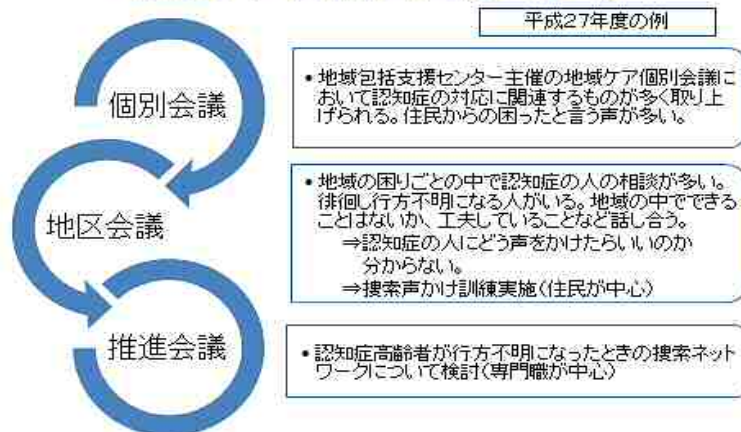 平成27年度の例
個別会議
• 地域包括支援センター主催の地域ケア個別会議に
おいて認知症の対応に関連するものが多く取り上
げられる。住民からの困ったと言う声が多い。
地区会議
• 地域の困りごとの中で認知症の人の相談が多い。
徘徊し行方不明になる人がいる。地域の中でできる
ことはないか、工夫していることなど話し合う。
⇒認知症の人にどう声をかけたらいいのか
分からない。
⇒捜索声かけ訓練実施(住民が中心)
推進会議
• 認知症高齢者が行方不明になったときの捜索ネット
ワークについて検討(専門職が中心)